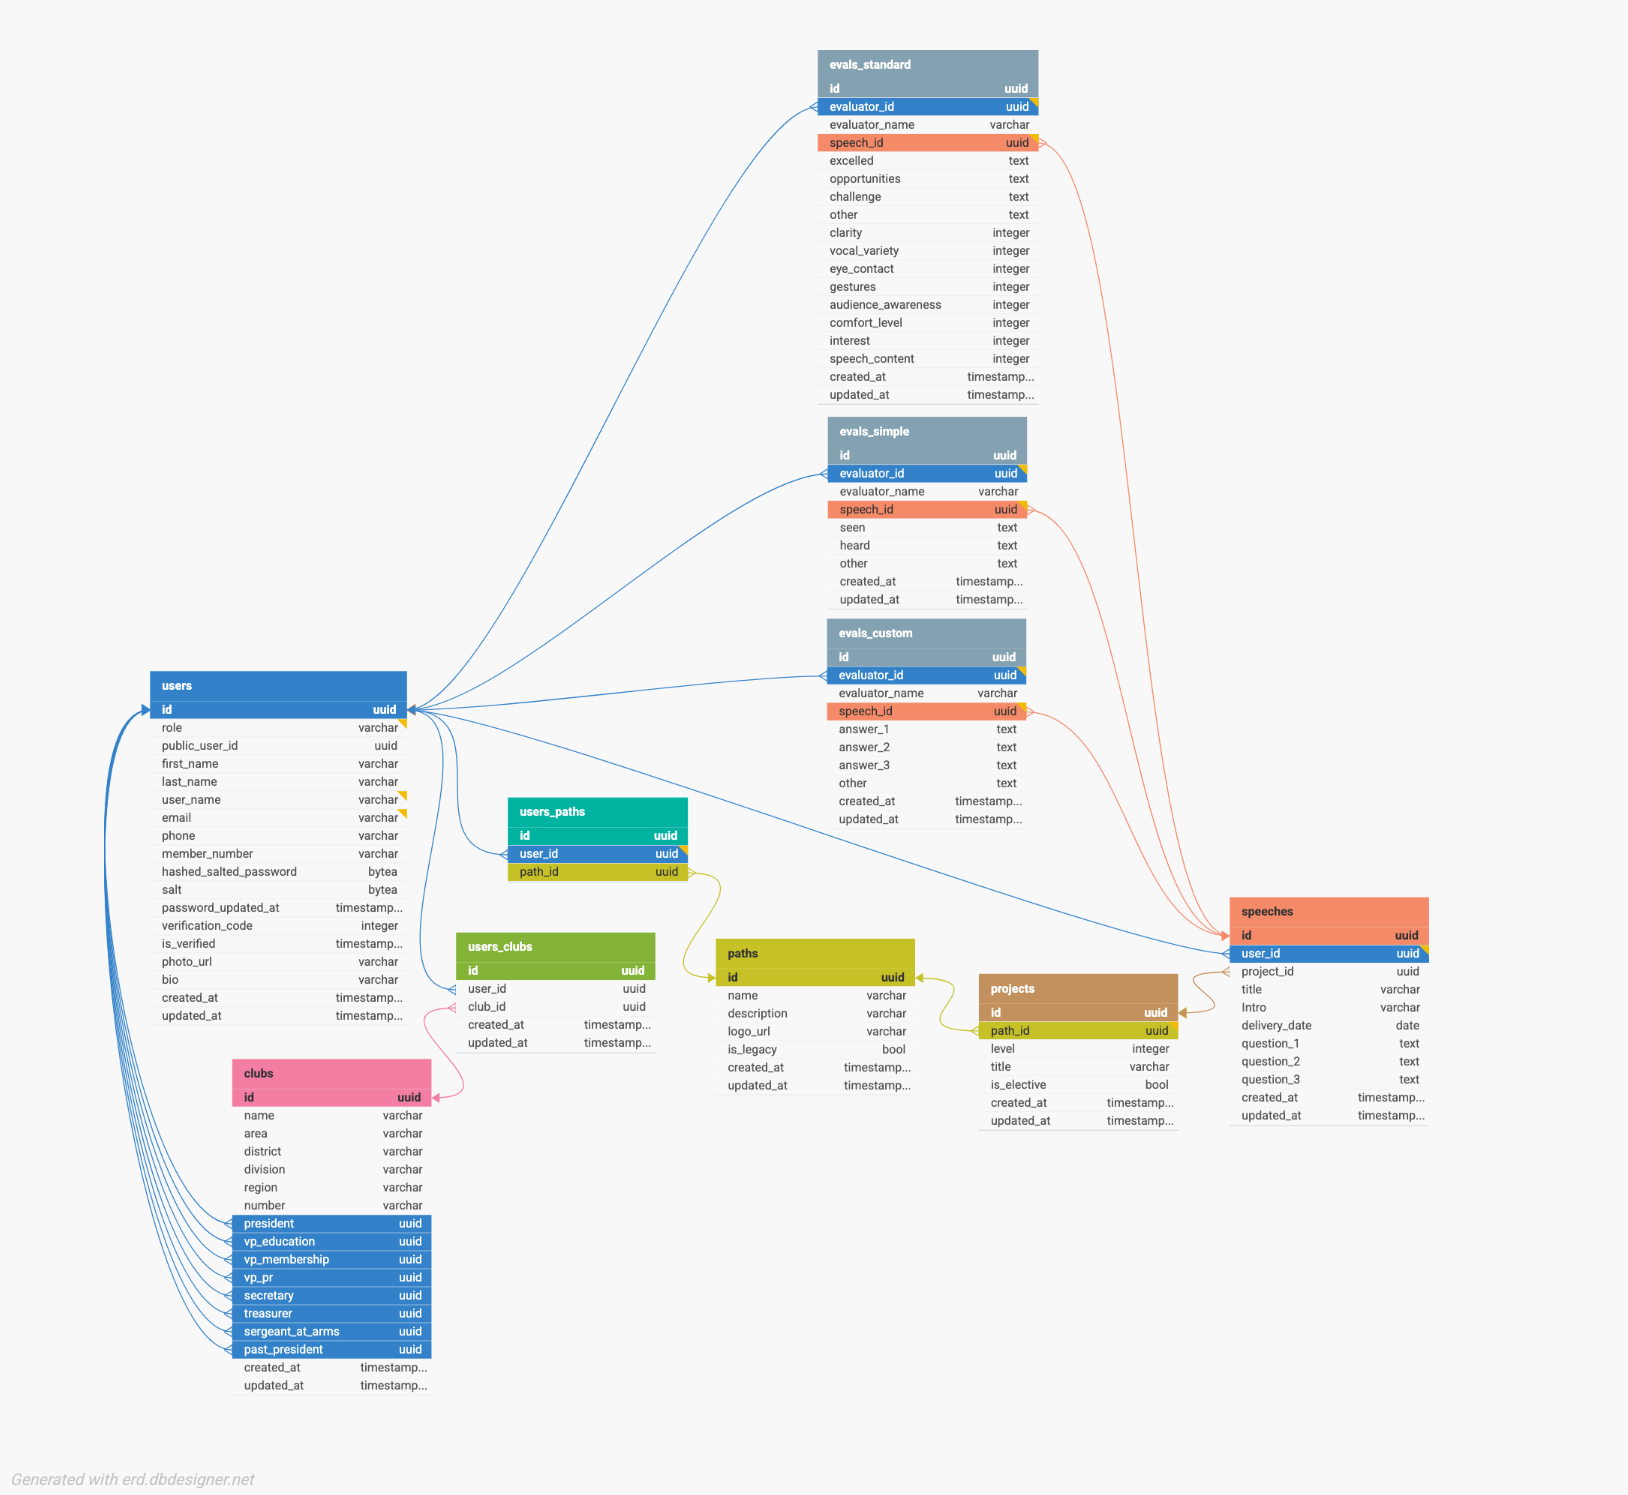 evals_standard
id uuid
evaluator_id uuid
evaluator_name varchar
speech_id uuid
excelled text
opportunities text
challenge text
other text
clarity integer
vocal_variety integer
eye_contact integer
gestures integer
audience_awareness integer
comfort_level integer
interest integer
speech_content integer
created_at timestamp...
updated_at timestamp...
evals_simple
id uuid
evaluator_id uuid
evaluator_name varchar
speech_id uuid
seen text
heard text
other text
created_at timestamp...
updated_at timestamp...
evals_custom
id uuid
evaluator_id uuid
evaluator_name varchar
speech_id uuid
answer_1 text
answer_2 text
answer_3 text
other text
created_at timestamp...
updated_at timestamp...
users
id uuid
role varchar
public_user_id uuid
first_name varchar
last_name varchar
user_name varchar
email varchar
phone varchar
member_number varchar
hashed_salted_password bytea
salt bytea
password_updated_at timestamp...
verification_code integer
is_verified timestamp...
photo_url varchar
bio varchar
created_at timestamp...
updated_at timestamp...
users_paths
id uuid
user_id uuid
path_id uuid
users_clubs
id uuid
user_id uuid
club_id uuid
created_at timestamp...
updated_at timestamp...
paths
id uuid
name varchar
description varchar
logo_url varchar
is_legacy bool
created_at timestamp...
updated_at timestamp...
projects
id uuid
path_id uuid
level integer
title varchar
is_elective bool
created_at timestamp...
updated_at timestamp...
speeches
id uuid
user_id uuid
project_id uuid
title varchar
Intro varchar
delivery_date date
question_1 text
question_2 text
question_3 text
created_at timestamp...
updated_at timestamp...
clubs
id uuid
name varchar
area varchar
district varchar
division varchar
region varchar
number varchar
president uuid
vp_education uuid
vp_membership uuid
vp_pr uuid
secretary uuid
treasurer uuid
sergeant_at_arms uuid
past_president uuid
created_at timestamp...
updated_at timestamp...
Generated with erd.dbdesigner.net